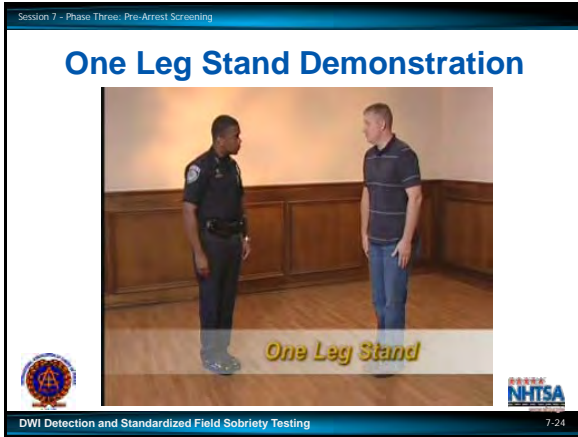 Session 7 - Phase Three: Pre-Arrest Screening
One Leg Stand Demonstration
One Leg Stand
NHTSA
DWI Detection and Standardized Field Sobriety Testing
7-24